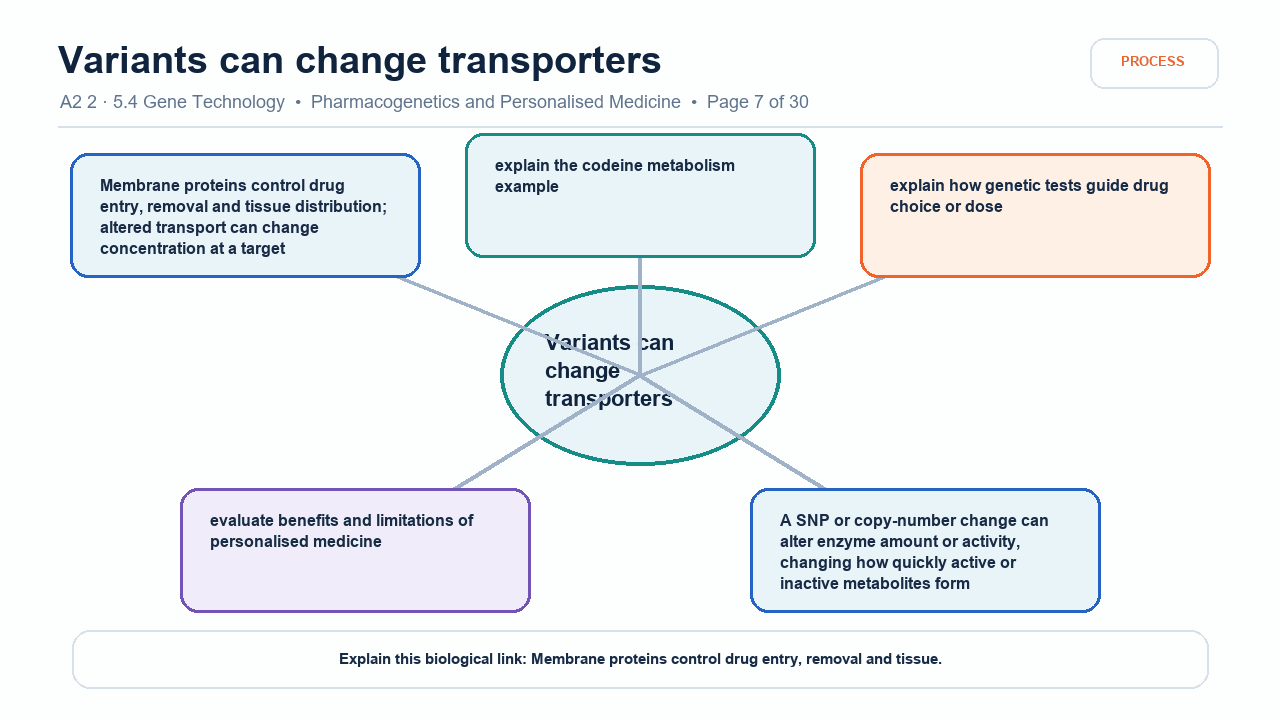 Variants can change transporters
PROCESS
A2 2 · 5.4 Gene Technology • Pharmacogenetics and Personalised Medicine • Page 7 of 30
Membrane proteins control drug
entry, removal and tissue distribution;
altered transport can change
concentration at a target
explain the codeine metabolism
example
explain how genetic tests guide drug
choice or dose
Variants can
change
transporters
evaluate benefits and limitations of
personalised medicine
A SNP or copy-number change can
alter enzyme amount or activity,
changing how quickly active or
inactive metabolites form
Explain this biological link: Membrane proteins control drug entry, removal and tissue.